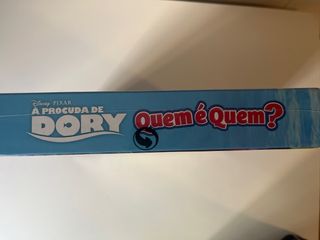 Disney PIXAR
À PROCURA DE
DORY
Quem é Quem?